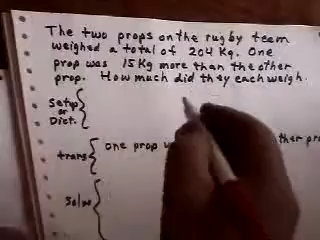 The two props on the rugby teem
weighed a total of 204 Kg. One
prop was 15 Kg more than the other
prop. How much did they each weigh.
Setup
or
Dict.
trans one prop w ther pro
Solve